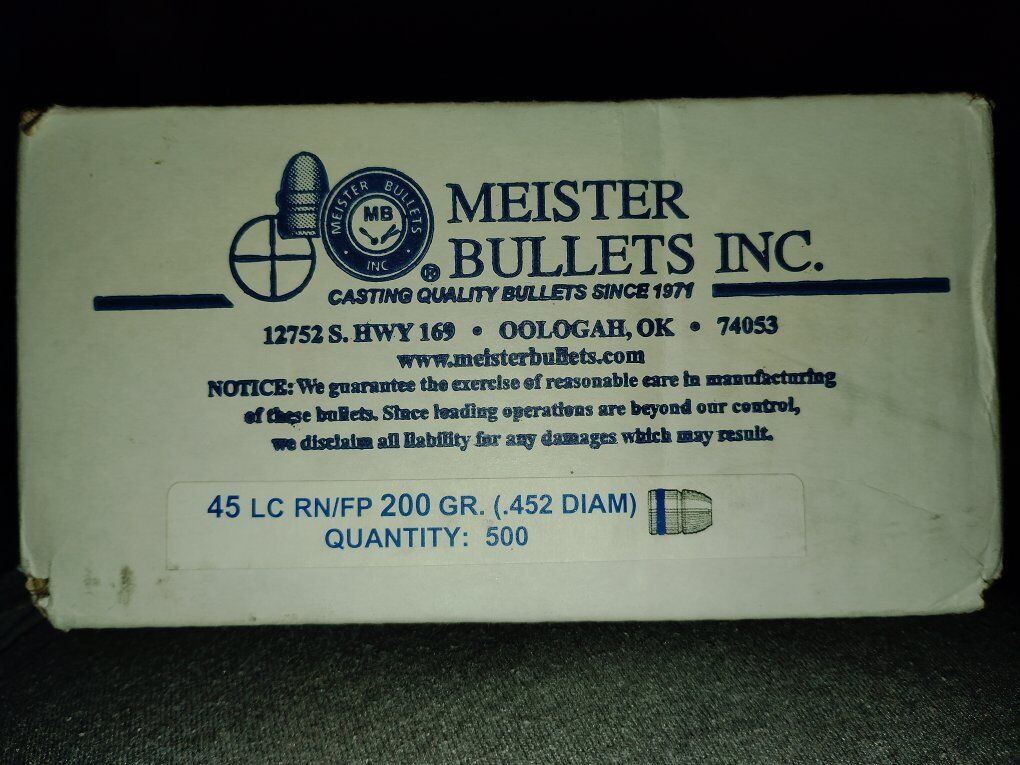 MEISTER BULLETS
MB
INC
®
MEISTER
BULLETS INC.
CASTING QUALITY BULLETS SINCE 1971
12752 S. HWY 169 • OOLOGAH, OK • 74053
www.meisterbullets.com
NOTICE: We guarantee the exercise of reasonable care in manufacturing
of these bullets. Since loading operations are beyond our control,
we disclaim all liability for any damages which may result.
45 LC RN/FP 200 GR. (.452 DIAM)
QUANTITY: 500